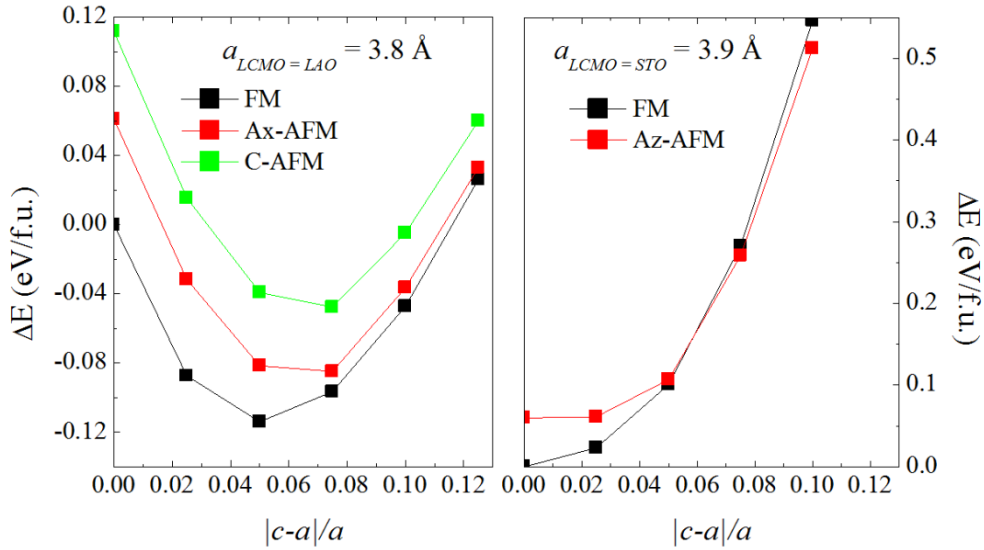 0.12
0.08
0.04
0.00
-0.04
-0.08
-0.12
ΔE (eV/f.u.)
a LCMO = LAO = 3.8 Å
FM
Ax-AFM
C-AFM
0.00 0.02 0.04 0.06 0.08 0.10 0.12
|c-a|/a
a LCMO = STO = 3.9 Å
FM
Az-AFM
0.5
0.4
0.3
0.2
0.1
0.0
ΔE (eV/f.u.)
0.00 0.02 0.04 0.06 0.08 0.10 0.12
|c-a|/a